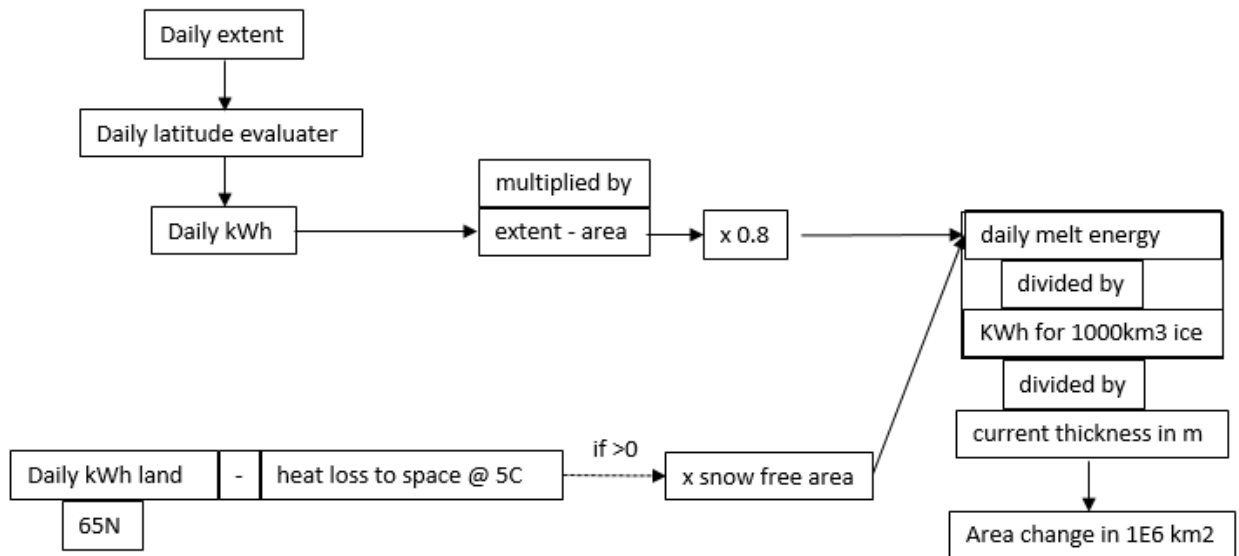 Daily extent
Daily latitude evaluater
Daily kWh
multiplied by
extent - area
x 0.8
daily melt energy
divided by
KWh for 1000km3 ice
divided by
current thickness in m
Area change in 1E6 km2
Daily kWh land
-
heat loss to space @ 5C
if >0
x snow free area
65N